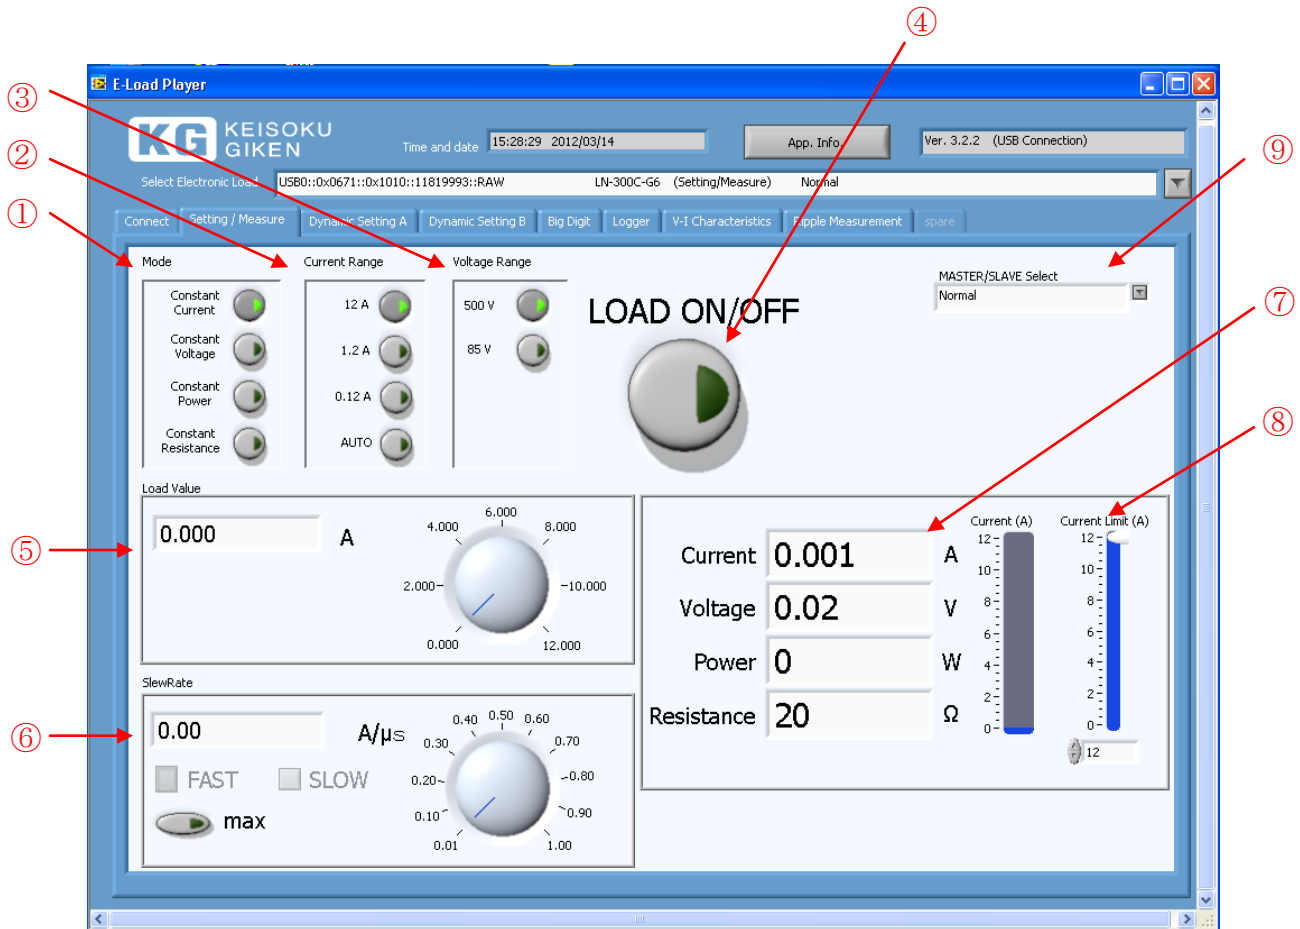 ④
E-Load Player
③
KG KEISOKU GIKEN
Time and date 15:28:29 2012/03/14
App. Info.
Ver. 3.2.2 (USB Connection)
②
⑨
Select Electronic Load USB0::0x0671::0x1010::11819993::RAW LN-300C-G6 (Setting/Measure) Normal
①
Connect Setting / Measure Dynamic Setting A Dynamic Setting B Big Digit Logger V-I Characteristics Ripple Measurement spare
Mode
Constant Current
Constant Voltage
Constant Power
Constant Resistance
Current Range
12 A
1.2 A
0.12 A
AUTO
Voltage Range
500 V
85 V
LOAD ON/OFF
MASTER/SLAVE Select
Normal
⑦
⑧
Load Value
⑤
0.000 A
0.000
2.000
4.000
6.000
8.000
10.000
12.000
SlewRate
⑥
0.00 A/µs
FAST SLOW
max
0.01
0.10
0.20
0.30
0.40
0.50
0.60
0.70
0.80
0.90
1.00
Current 0.001 A
Voltage 0.02 V
Power 0 W
Resistance 20 Ω
Current (A)
12
10
8
6
4
2
0
Current Limit (A)
12
10
8
6
4
2
0
12